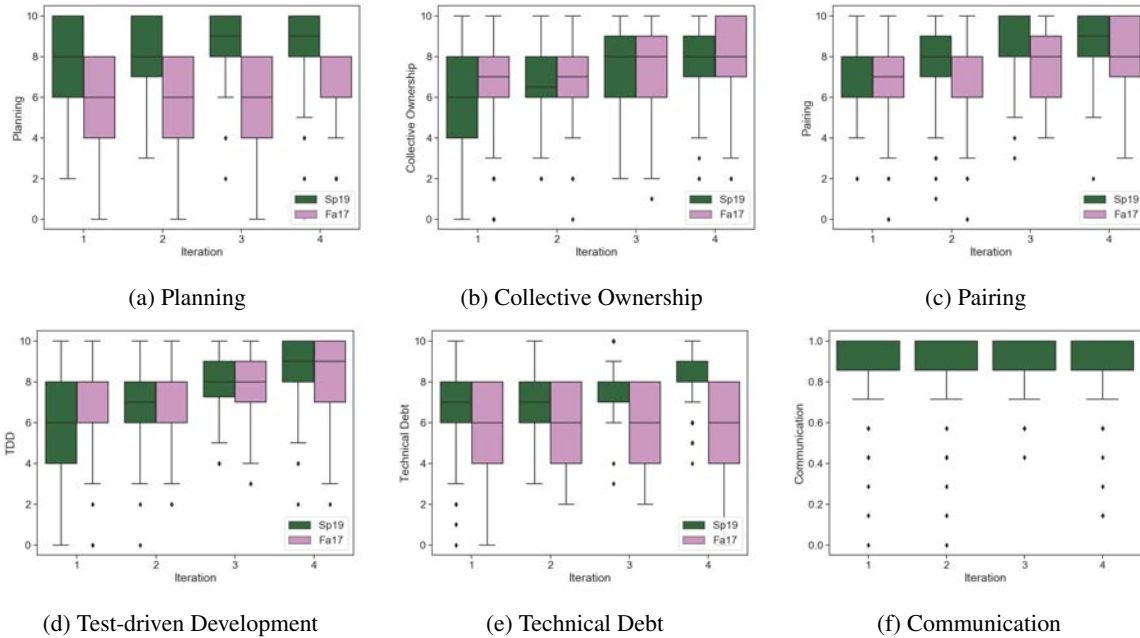 10
8
6
4
2
0
Planning
1 2 3 4
Iteration
Sp19
Fa17
(a) Planning
10
8
6
4
2
0
Collective Ownership
1 2 3 4
Iteration
Sp19
Fa17
(b) Collective Ownership
10
8
6
4
2
0
Pairing
1 2 3 4
Iteration
Sp19
Fa17
(c) Pairing
10
8
6
4
2
0
TDD
1 2 3 4
Iteration
Sp19
Fa17
(d) Test-driven Development
10
8
6
4
2
0
Technical Debt
1 2 3 4
Iteration
Sp19
Fa17
(e) Technical Debt
1.0
0.8
0.6
0.4
0.2
0.0
Communication
1 2 3 4
Iteration
(f) Communication